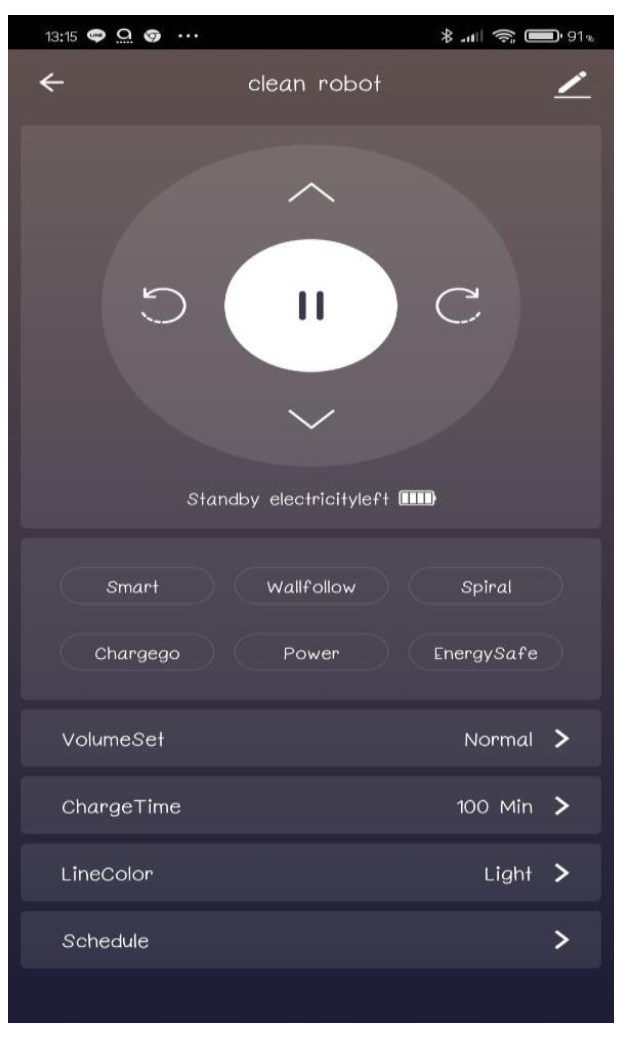 13:15 91%
clean robot
Standby electricityleft
Smart Wallfollow Spiral
Chargego Power EnergySafe
VolumeSet Normal
ChargeTime 100 Min
LineColor Light
Schedule